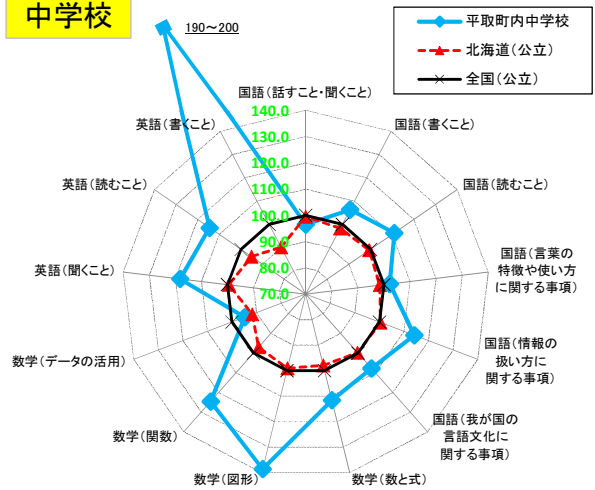 中学校
190～200
平取町内中学校
北海道（公立）
全国（公立）
国語（話すこと・聞くこと）
国語（書くこと）
国語（読むこと）
国語（言葉の
特徴や使い方
に関する事項）
国語（情報の
扱い方に
関する事項）
国語（我が国の
言語文化に
関する事項）
数学（数と式）
数学（図形）
数学（関数）
数学（データの活用）
英語（聞くこと）
英語（読むこと）
英語（書くこと）
140.0
130.0
120.0
110.0
100.0
90.0
80.0
70.0